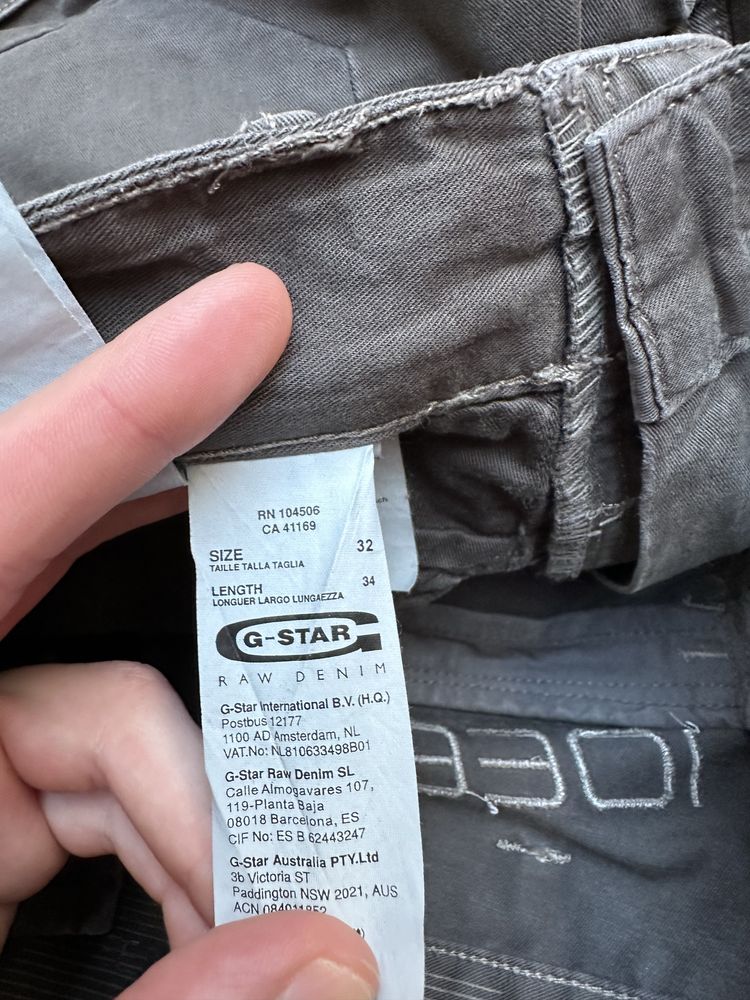 RN 104506
CA 41169
SIZE 32
TAILLE TALLA TAGLIA
LENGTH 34
LONGUER LARGO LUNGAEZZA
G-STAR
RAW DENIM
G-Star International B.V. (H.Q.)
Postbus 12177
1100 AD Amsterdam, NL
VAT.No: NL810633498B01
G-Star Raw Denim SL
Calle Almogavares 107,
119-Planta Baja
08018 Barcelona, ES
CIF No: ES B 62443247
G-Star Australia PTY.Ltd
3b Victoria ST
Paddington NSW 2021, AUS
ACN 084011852